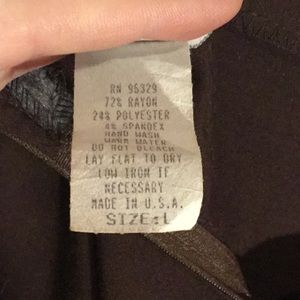 RN 96329
72% RAYON
24% POLYESTER
4% SPANDEX
HAND WASH
WARM WATER
DO NOT BLEACH
LAY FLAT TO DRY
LOW IRON IF
NECESSARY
MADE IN U.S.A.
SIZE:L